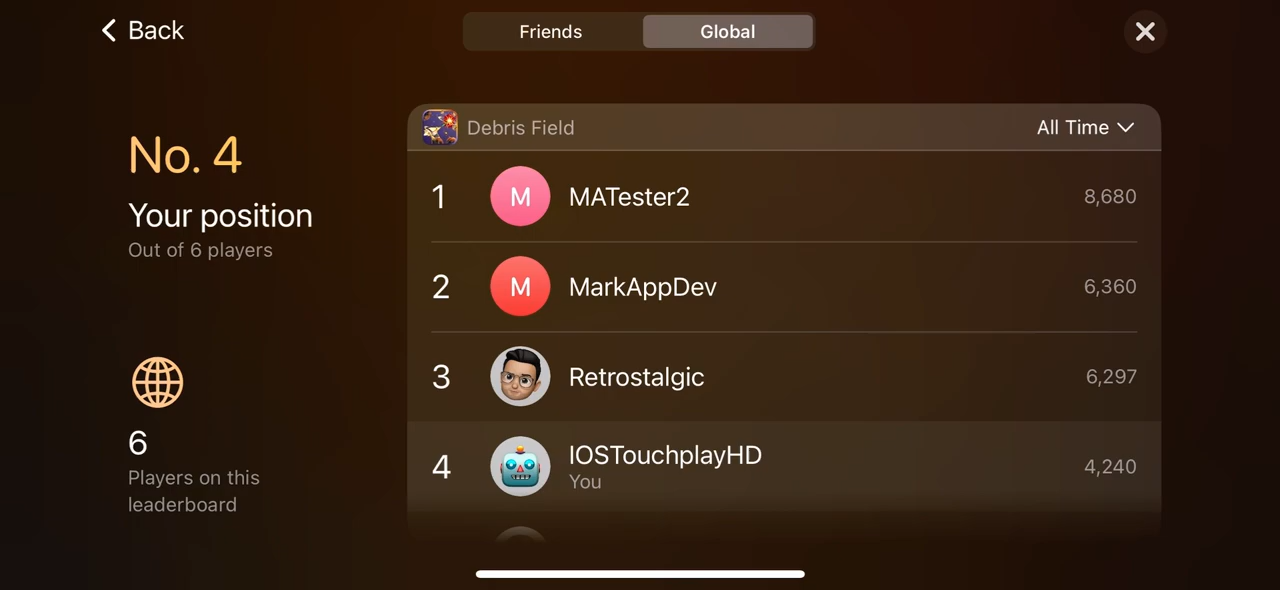 Back
Friends
Global
No. 4
Your position
Out of 6 players
6
Players on this
leaderboard
Debris Field
All Time
1
M
MATester2
8,680
2
M
MarkAppDev
6,360
3
Retrostalgic
6,297
4
IOSTouchplayHD
You
4,240